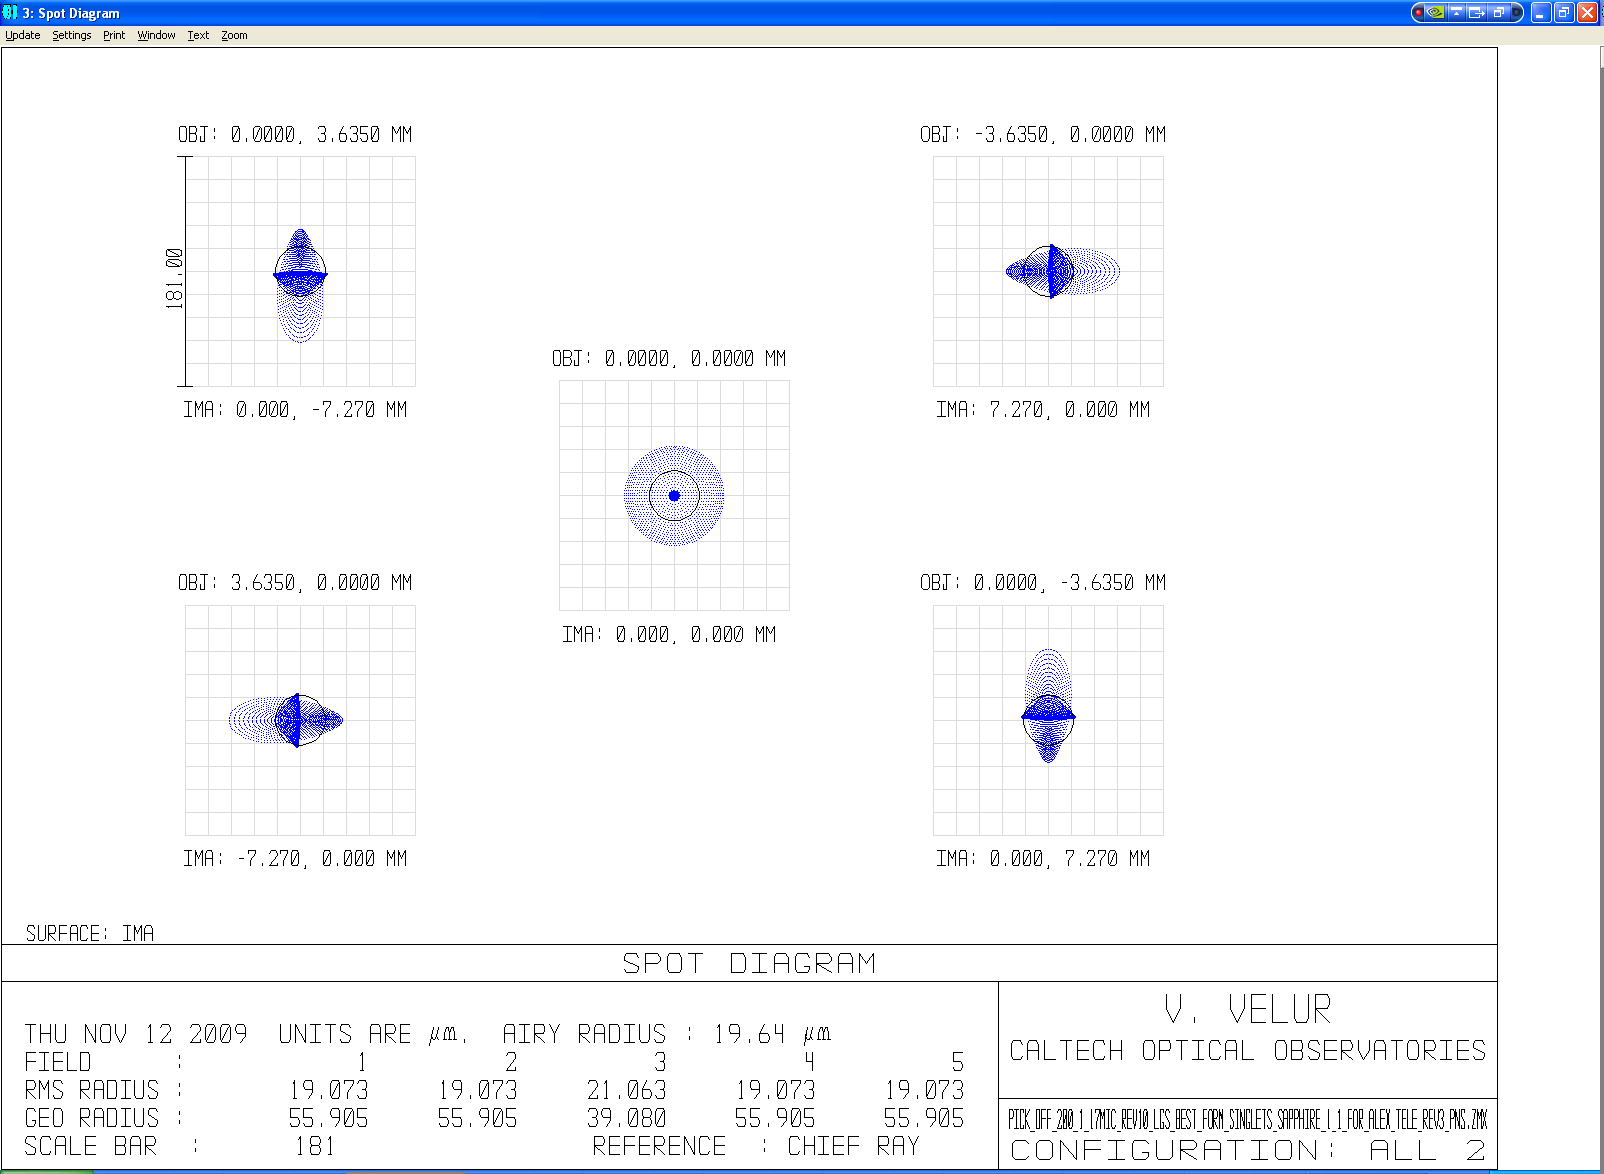 3: Spot Diagram
Update Settings Print Window Text Zoom
OBJ: 0.0000, 3.6350 MM
181.00
IMA: 0.000, -7.270 MM
OBJ: -3.6350, 0.0000 MM
IMA: 7.270, 0.000 MM
OBJ: 0.0000, 0.0000 MM
IMA: 0.000, 0.000 MM
OBJ: 3.6350, 0.0000 MM
IMA: -7.270, 0.000 MM
OBJ: 0.0000, -3.6350 MM
IMA: 0.000, 7.270 MM
SURFACE: IMA
SPOT DIAGRAM
THU NOV 12 2009 UNITS ARE µm. AIRY RADIUS : 19.64 µm
FIELD : 1 2 3 4 5
RMS RADIUS : 19.073 19.073 21.063 19.073 19.073
GEO RADIUS : 55.905 55.905 39.080 55.905 55.905
SCALE BAR : 181 REFERENCE : CHIEF RAY
V. VELUR
CALTECH OPTICAL OBSERVATORIES
PICK_OFF_200_1_17MIC_REV10_LGS_BEST_FORM_SINGLETS_SAPPHIRE_1_1_FOR_ALEX_TELE_REV3_PNS.ZMX
CONFIGURATION: ALL 2